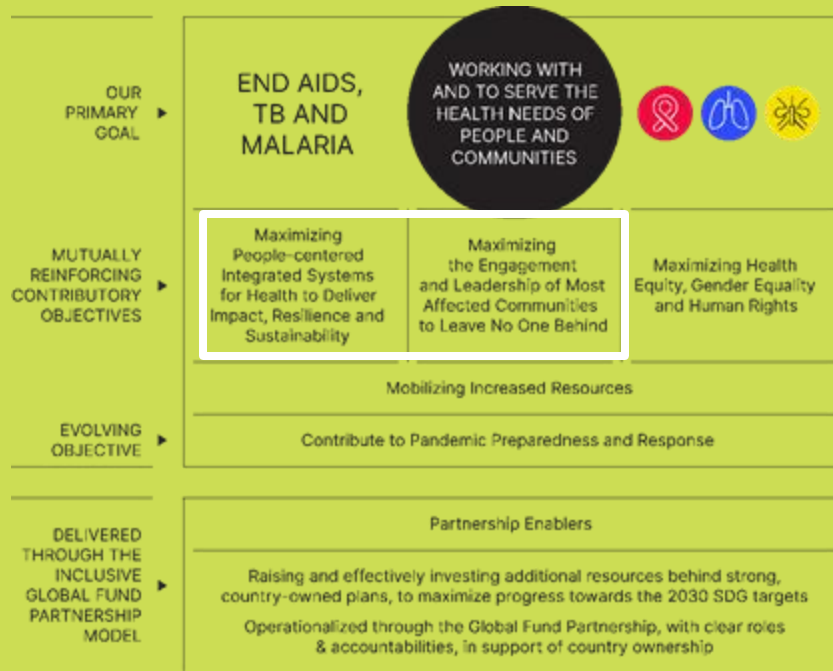 OUR
PRIMARY
GOAL
END AIDS,
TB AND
MALARIA
WORKING WITH
AND TO SERVE THE
HEALTH NEEDS OF
PEOPLE AND
COMMUNITIES
MUTUALLY
REINFORCING
CONTRIBUTORY
OBJECTIVES
Maximizing
People-centered
Integrated Systems
for Health to Deliver
Impact, Resilience and
Sustainability
Maximizing
the Engagement
and Leadership of Most
Affected Communities
to Leave No One Behind
Maximizing Health
Equity, Gender Equality
and Human Rights
Mobilizing Increased Resources
EVOLVING
OBJECTIVE
Contribute to Pandemic Preparedness and Response
DELIVERED
THROUGH THE
INCLUSIVE
GLOBAL FUND
PARTNERSHIP
MODEL
Partnership Enablers
Raising and effectively investing additional resources behind strong,
country-owned plans, to maximize progress towards the 2030 SDG targets
Operationalized through the Global Fund Partnership, with clear roles
& accountabilities, in support of country ownership